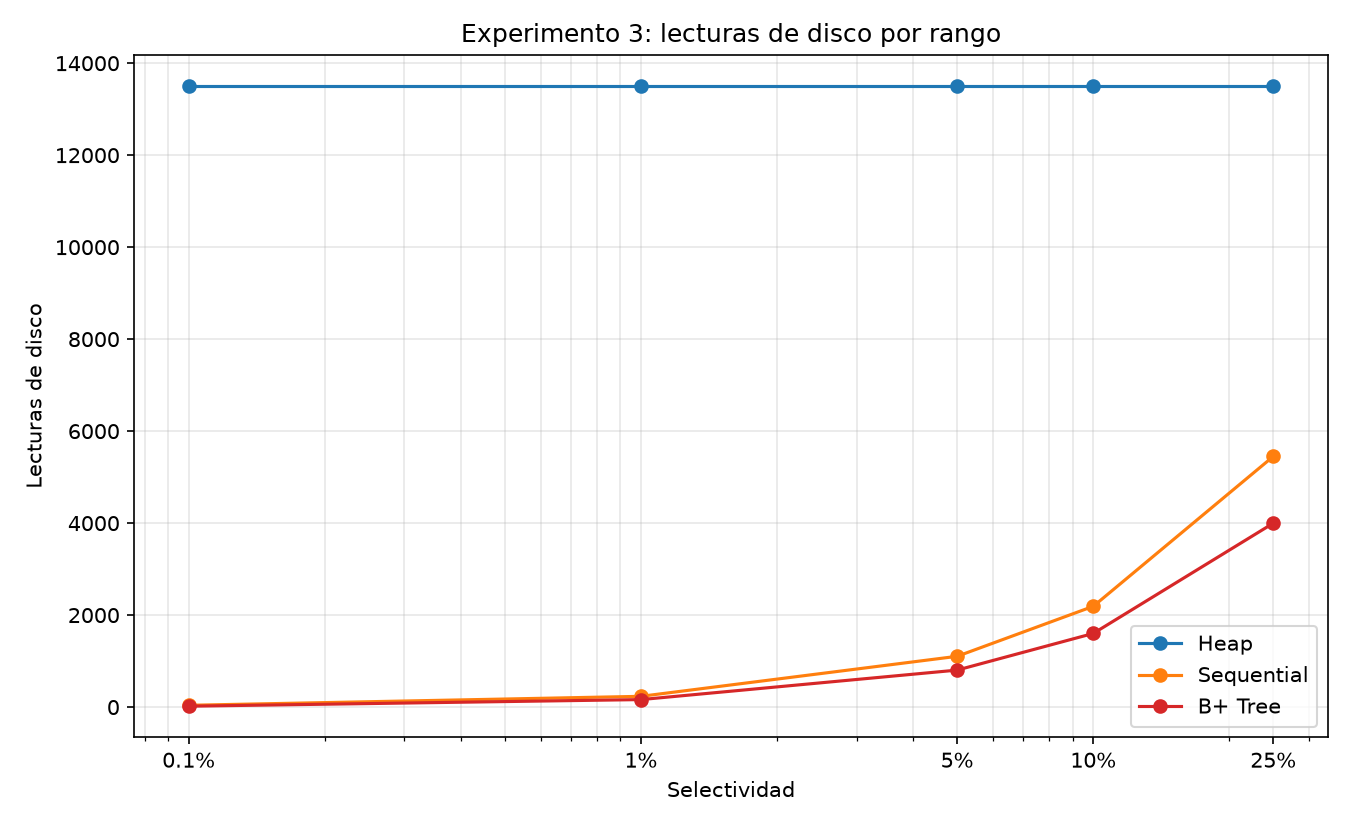 Experimento 3: lecturas de disco por rango
Lecturas de disco
14000
12000
10000
8000
6000
4000
2000
0
Heap
Sequential
B+ Tree
0.1%
1%
5%
10%
25%
Selectividad